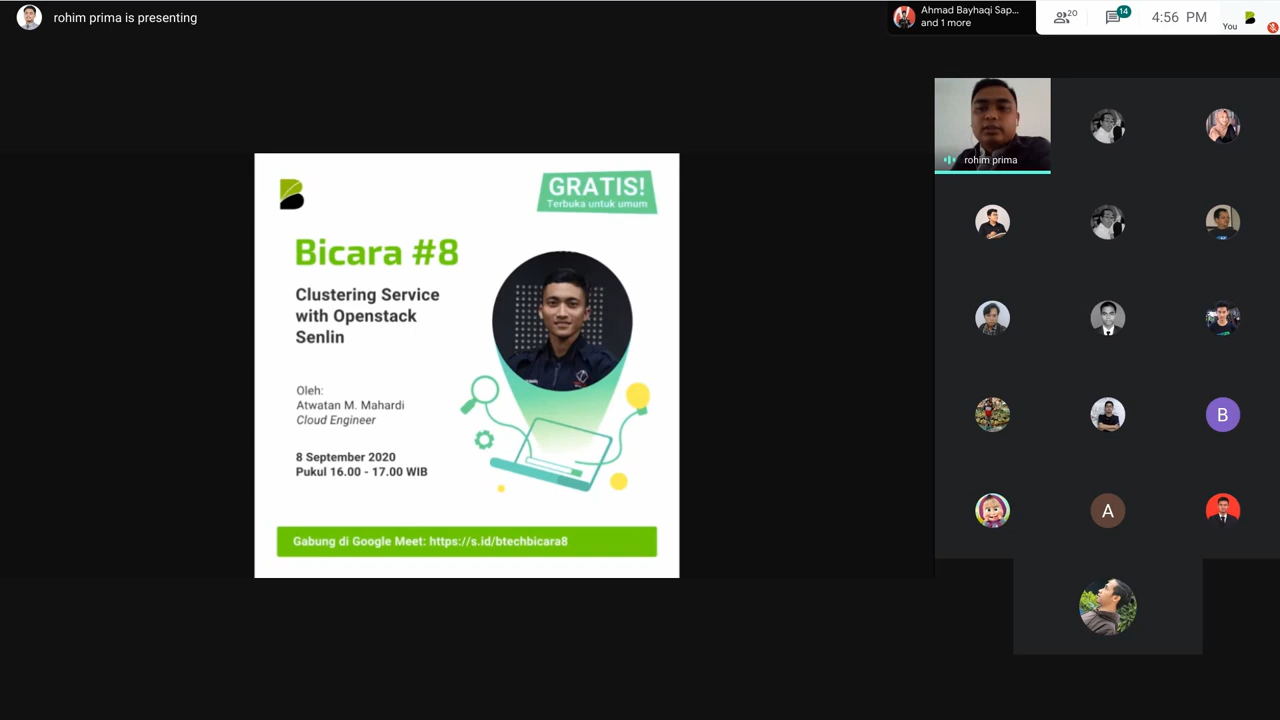 rohim prima is presenting
Ahmad Bayhaqi Sap...
and 1 more
20
14
4:56 PM
You
rohim prima
GRATIS!
Terbuka untuk umum
Bicara #8
Clustering Service
with Openstack
Senlin
Oleh:
Atwatan M. Mahardi
Cloud Engineer
8 September 2020
Pukul 16.00 - 17.00 WIB
Gabung di Google Meet: https://s.id/btechbicara8
B
A